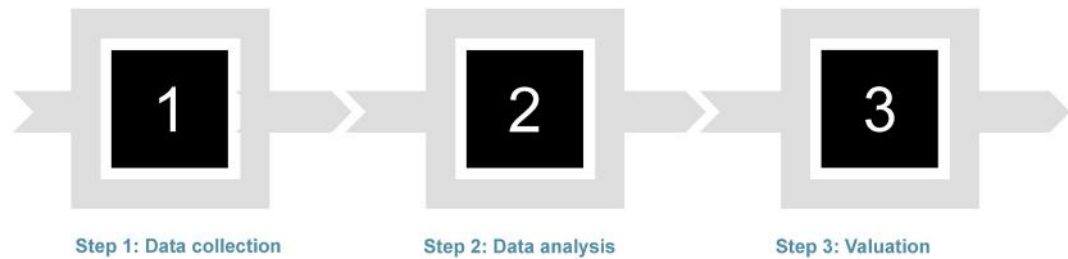 1
2
3
Step 1: Data collection
Step 2: Data analysis
Step 3: Valuation